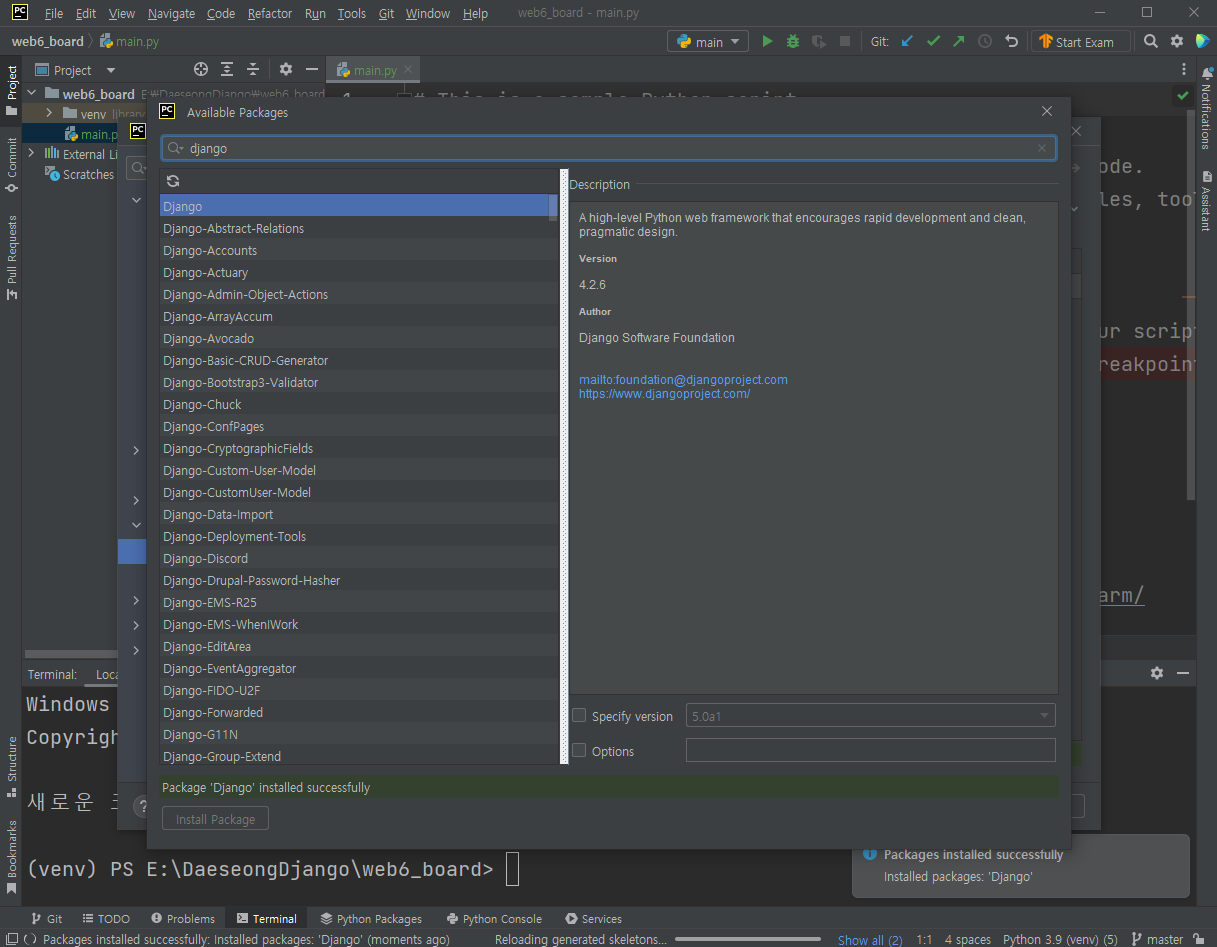 PC File Edit View Navigate Code Refactor Run Tools Git Window Help web6_board - main.py
web6_board main.py main Git: Start Exam
Project main.py
web6_board E:\DaeseongDjango\web6_board
1 # This is a sample Python script
venv library
main.p
External Li
Scratches
Project
Commit
Pull Requests
Structure
Bookmarks
Notifications
Assistant
PC
PC Available Packages
django
Django
Django-Abstract-Relations
Django-Accounts
Django-Actuary
Django-Admin-Object-Actions
Django-ArrayAccum
Django-Avocado
Django-Basic-CRUD-Generator
Django-Bootstrap3-Validator
Django-Chuck
Django-ConfPages
Django-CryptographicFields
Django-Custom-User-Model
Django-CustomUser-Model
Django-Data-Import
Django-Deployment-Tools
Django-Discord
Django-Drupal-Password-Hasher
Django-EMS-R25
Django-EMS-WhenIWork
Django-EditArea
Django-EventAggregator
Django-FIDO-U2F
Django-Forwarded
Django-G11N
Django-Group-Extend
Description
A high-level Python web framework that encourages rapid development and clean,
pragmatic design.
Version
4.2.6
Author
Django Software Foundation
mailto:foundation@djangoproject.com
https://www.djangoproject.com/
Specify version 5.0a1
Options
Package 'Django' installed successfully
Install Package
ode.
les, too
ur script
reakpoint
arm/
Terminal: Loca
Windows
Copyrigh
새로운
?
(venv) PS E:\DaeseongDjango\web6_board>
Packages installed successfully
Installed packages: 'Django'
Git TODO Problems Terminal Python Packages Python Console Services
Packages installed successfully: Installed packages: 'Django' (moments ago) Reloading generated skeletons... Show all (2) 1:1 4 spaces Python 3.9 (venv) (5) master